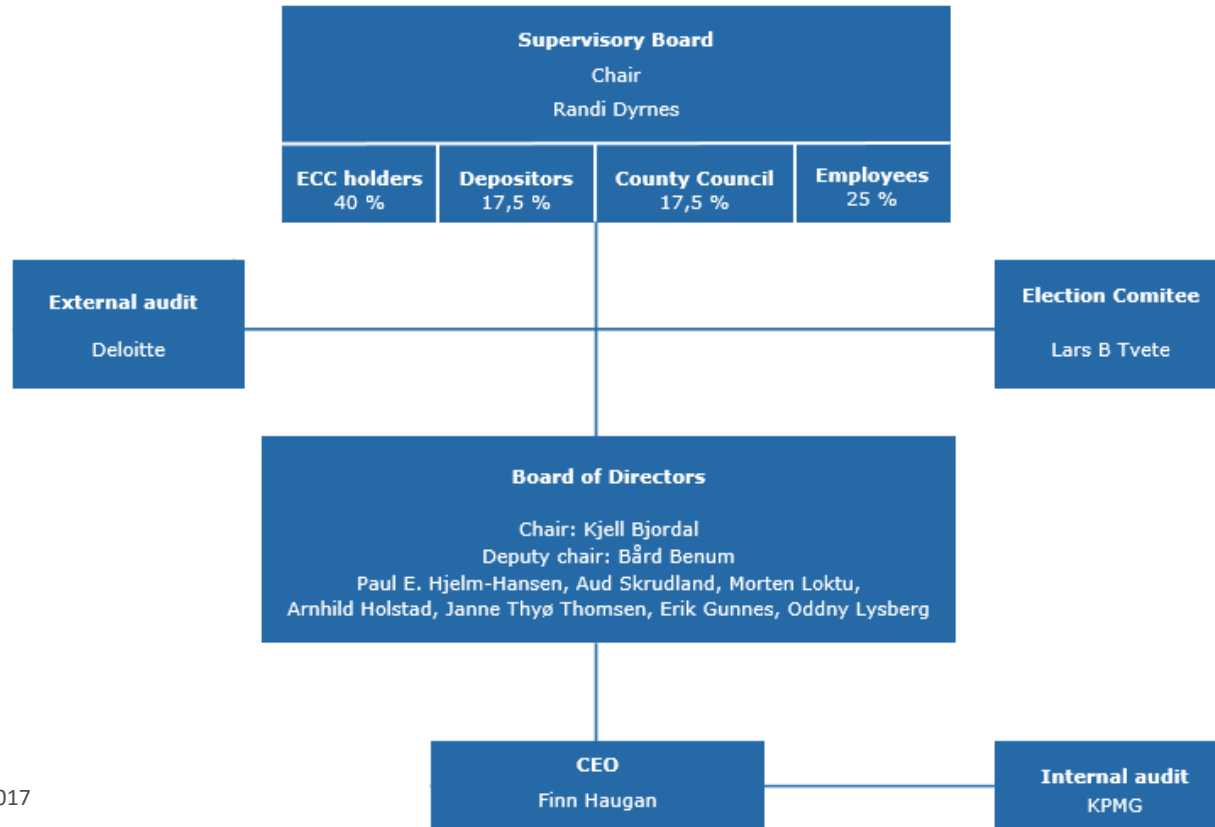 Supervisory Board
Chair
Randi Dyrnes
ECC holders
40 %
Depositors
17,5 %
County Council
17,5 %
Employees
25 %
External audit
Deloitte
Election Comitee
Lars B Tvete
Board of Directors
Chair: Kjell Bjordal
Deputy chair: Bård Benum
Paul E. Hjelm-Hansen, Aud Skrudland, Morten Loktu,
Arnhild Holstad, Janne Thyø Thomsen, Erik Gunnes, Oddny Lysberg
CEO
Finn Haugan
Internal audit
KPMG
017